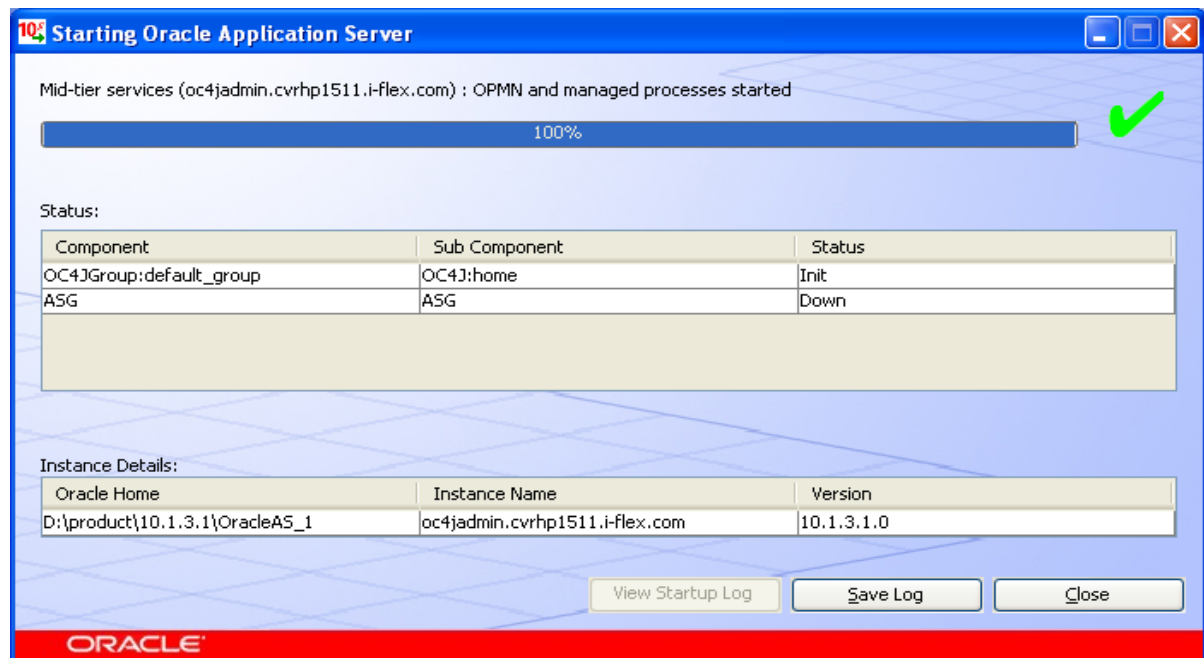 10g Starting Oracle Application Server
Mid-tier services (oc4jadmin.cvrhp1511.i-flex.com) : OPMN and managed processes started
100%
Status:
Component Sub Component Status
OC4JGroup:default_group OC4J:home Init
ASG ASG Down
Instance Details:
Oracle Home Instance Name Version
D:\product\10.1.3.1\OracleAS_1 oc4jadmin.cvrhp1511.i-flex.com 10.1.3.1.0
View Startup Log Save Log Close
ORACLE